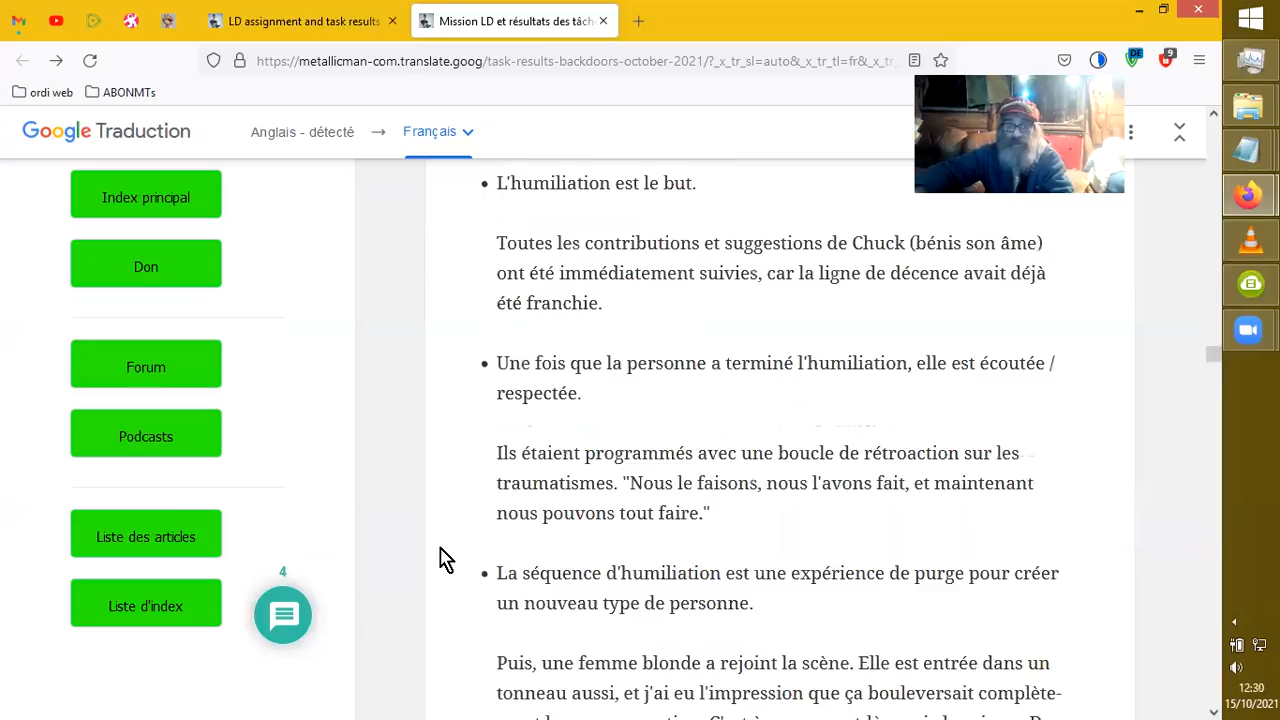 LD assignment and task results
Mission LD et résultats des tâch
https://metallicman-com.translate.goog/task-results-backdoors-october-2021/?_x_tr_sl=auto&_x_tr_tl=fr&_x_tr_
DE
9
ordi web
ABONMTs
Google Traduction
Anglais - détecté
Français
Index principal
Don
Forum
Podcasts
Liste des articles
Liste d'index
4
• L'humiliation est le but.
Toutes les contributions et suggestions de Chuck (bénis son âme)
ont été immédiatement suivies, car la ligne de décence avait déjà
été franchie.
• Une fois que la personne a terminé l'humiliation, elle est écoutée /
respectée.
Ils étaient programmés avec une boucle de rétroaction sur les
traumatismes. "Nous le faisons, nous l'avons fait, et maintenant
nous pouvons tout faire."
• La séquence d'humiliation est une expérience de purge pour créer
un nouveau type de personne.
Puis, une femme blonde a rejoint la scène. Elle est entrée dans un
tonneau aussi, et j'ai eu l'impression que ça bouleversait complète-
12:30
15/10/2021